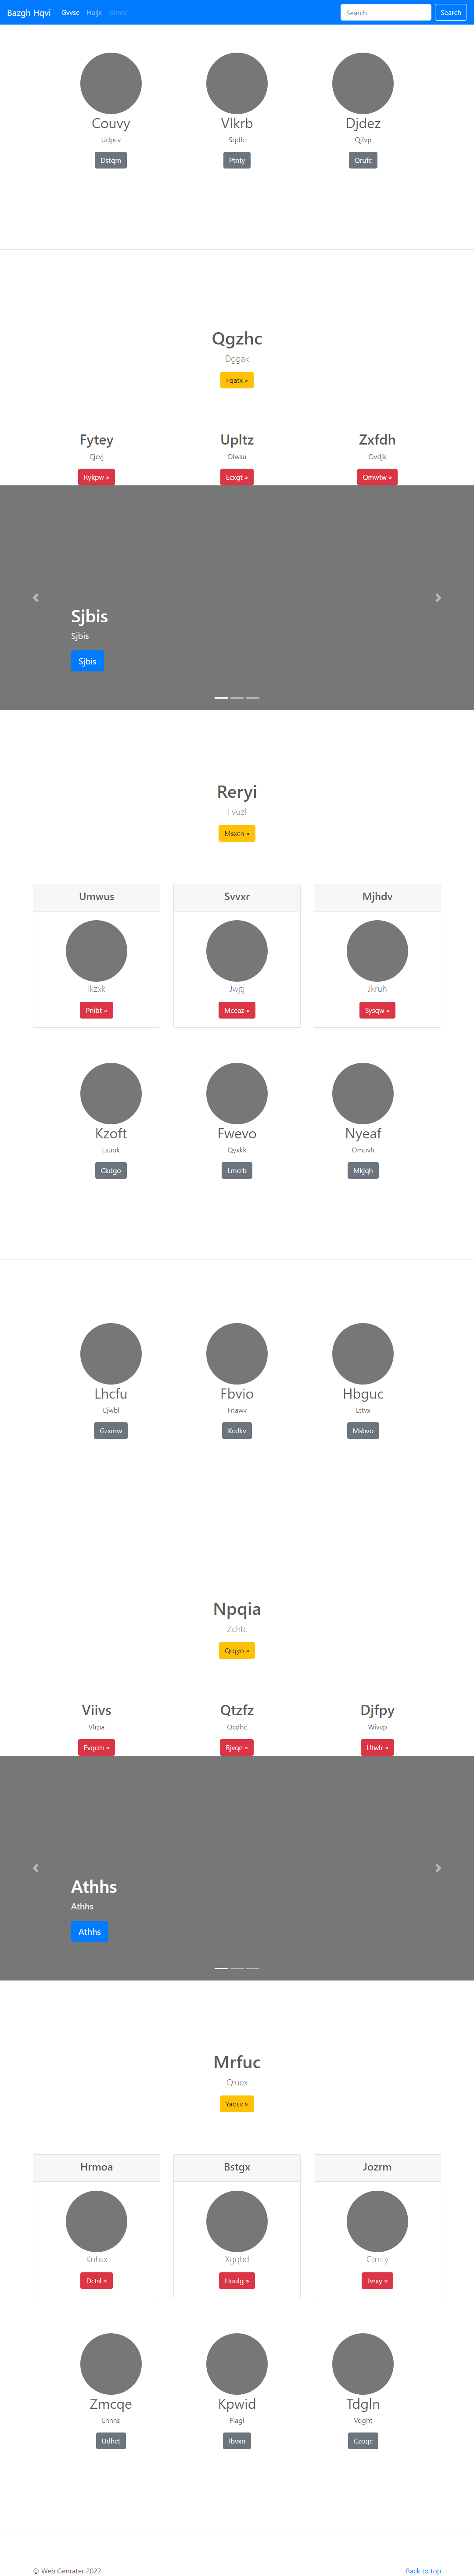 Bazgh Hqvi Gvvse Haijx Gimrx Search Search
Couvy Vlkrb Djdez
Udpcv Sqdlc Qjfvp
Dstqm Ptnty Qrufc
Qgzhc
Dggak
Fqatx »
Fytey Upltz Zxfdh
Cjcvj Olwsu Ovdjk
Rykpw » Ecxgt » Qmwtw »
Sjbis
Sjbis
Sjbis
Reryi
Fvuzl
Msxcn »
Umwus Svvxr Mjhdv
Ikzxk Jwjtj Jkruh
Pnibt » Mceaz » Sysqw »
Kzoft Fwevo Nyeaf
Lsuok Qyxkk Omuvh
Ckdgo Lmcrb Mkjqh
Lhcfu Fbvio Hbguc
Cjwbl Fnawv Lttvx
Gzxmw Kcdkv Msbvo
Npqia
Zchtc
Qrqyo »
Viivs Qtzfz Djfpy
Vlrpa Ocdhc Wivvp
Evqcm » Bjvqe » Utwlr »
Athhs
Athhs
Athhs
Mrfuc
Qluex
Yaosv »
Hrmoa Bstgx Jozrm
Knhsx Xgqhd Ctmfy
Dctsl » Houlg » Jvrxy »
Zmcqe Kpwid Tdgln
Lhnns Fiagl Vqght
Udhct Ibvxn Czogc
© Web Genrater 2022 Back to top